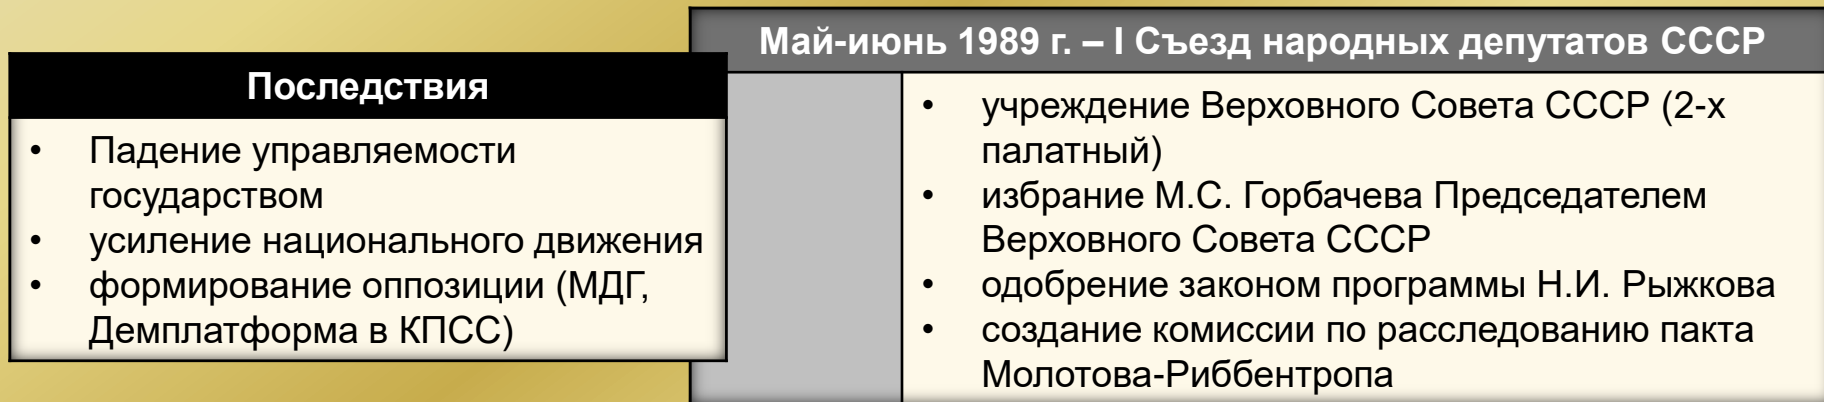 Май-июнь 1989 г. – I Съезд народных депутатов СССР
Последствия
• Падение управляемости
государством
• усиление национального движения
• формирование оппозиции (МДГ,
Демплатформа в КПСС)
• учреждение Верховного Совета СССР (2-х
палатный)
• избрание М.С. Горбачева Председателем
Верховного Совета СССР
• одобрение законом программы Н.И. Рыжкова
• создание комиссии по расследованию пакта
Молотова-Риббентропа